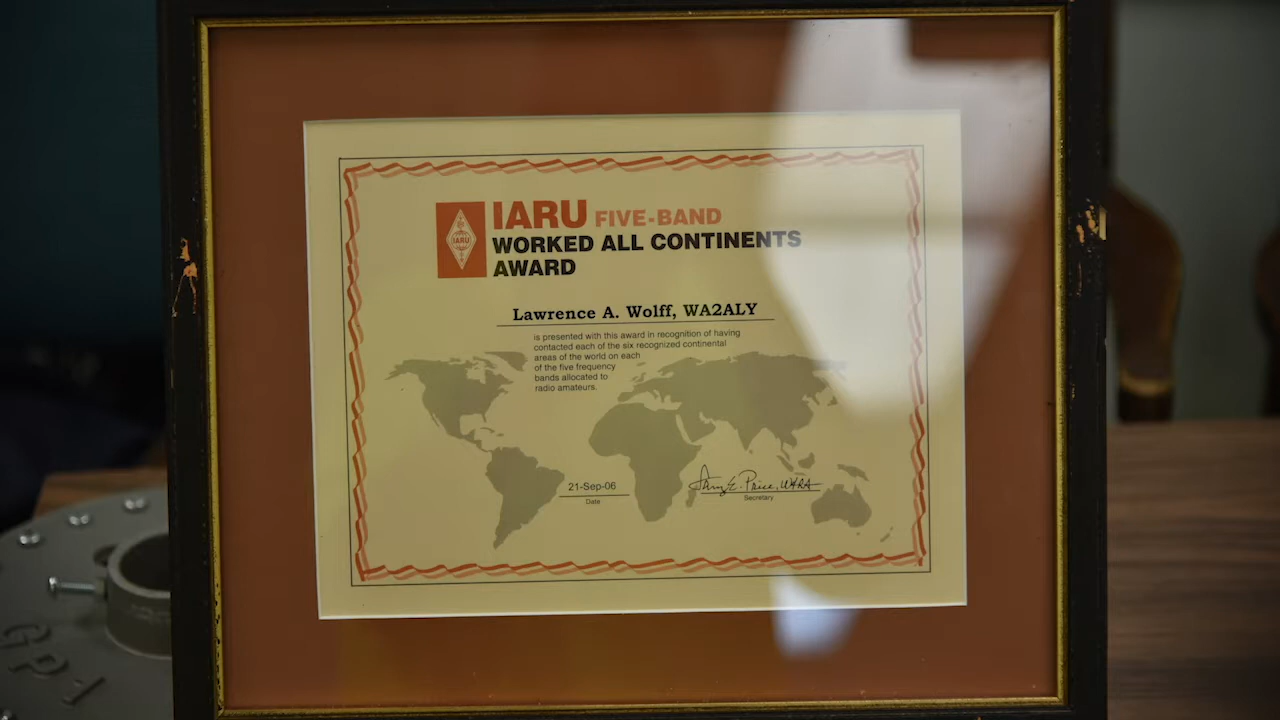 IARU
IARU FIVE-BAND
WORKED ALL CONTINENTS
AWARD
Lawrence A. Wolff, WA2ALY
is presented with this award in recognition of having
contacted each of the six recognized continental
areas of the world on each
of the five frequency
bands allocated to
radio amateurs.
21-Sep-06
Date
Secretary
GP-1